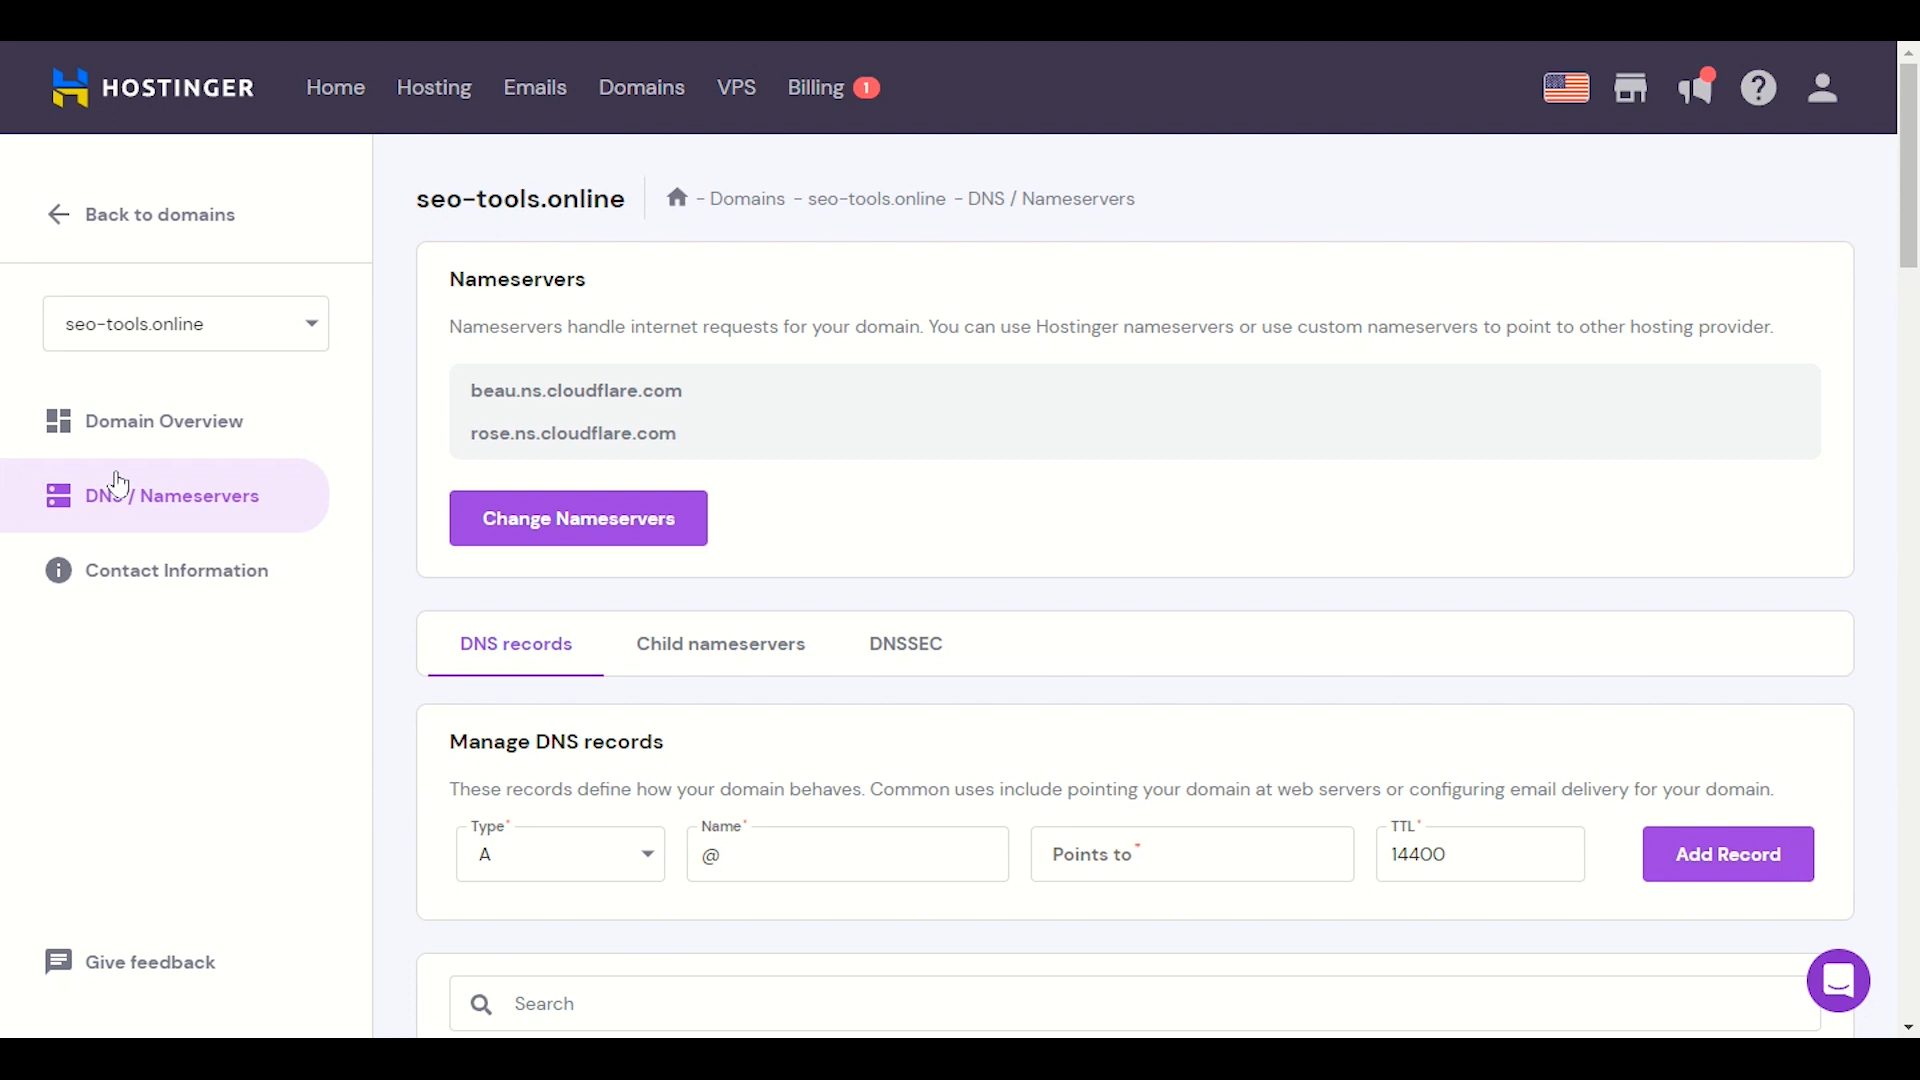 HOSTINGER Home Hosting Emails Domains VPS Billing 1
Back to domains
seo-tools.online
Domain Overview
DNS / Nameservers
Contact Information
Give feedback
seo-tools.online - Domains - seo-tools.online - DNS / Nameservers
Nameservers
Nameservers handle internet requests for your domain. You can use Hostinger nameservers or use custom nameservers to point to other hosting provider.
beau.ns.cloudflare.com
rose.ns.cloudflare.com
Change Nameservers
DNS records Child nameservers DNSSEC
Manage DNS records
These records define how your domain behaves. Common uses include pointing your domain at web servers or configuring email delivery for your domain.
Type* Name* TTL*
A @ Points to* 14400 Add Record
Search